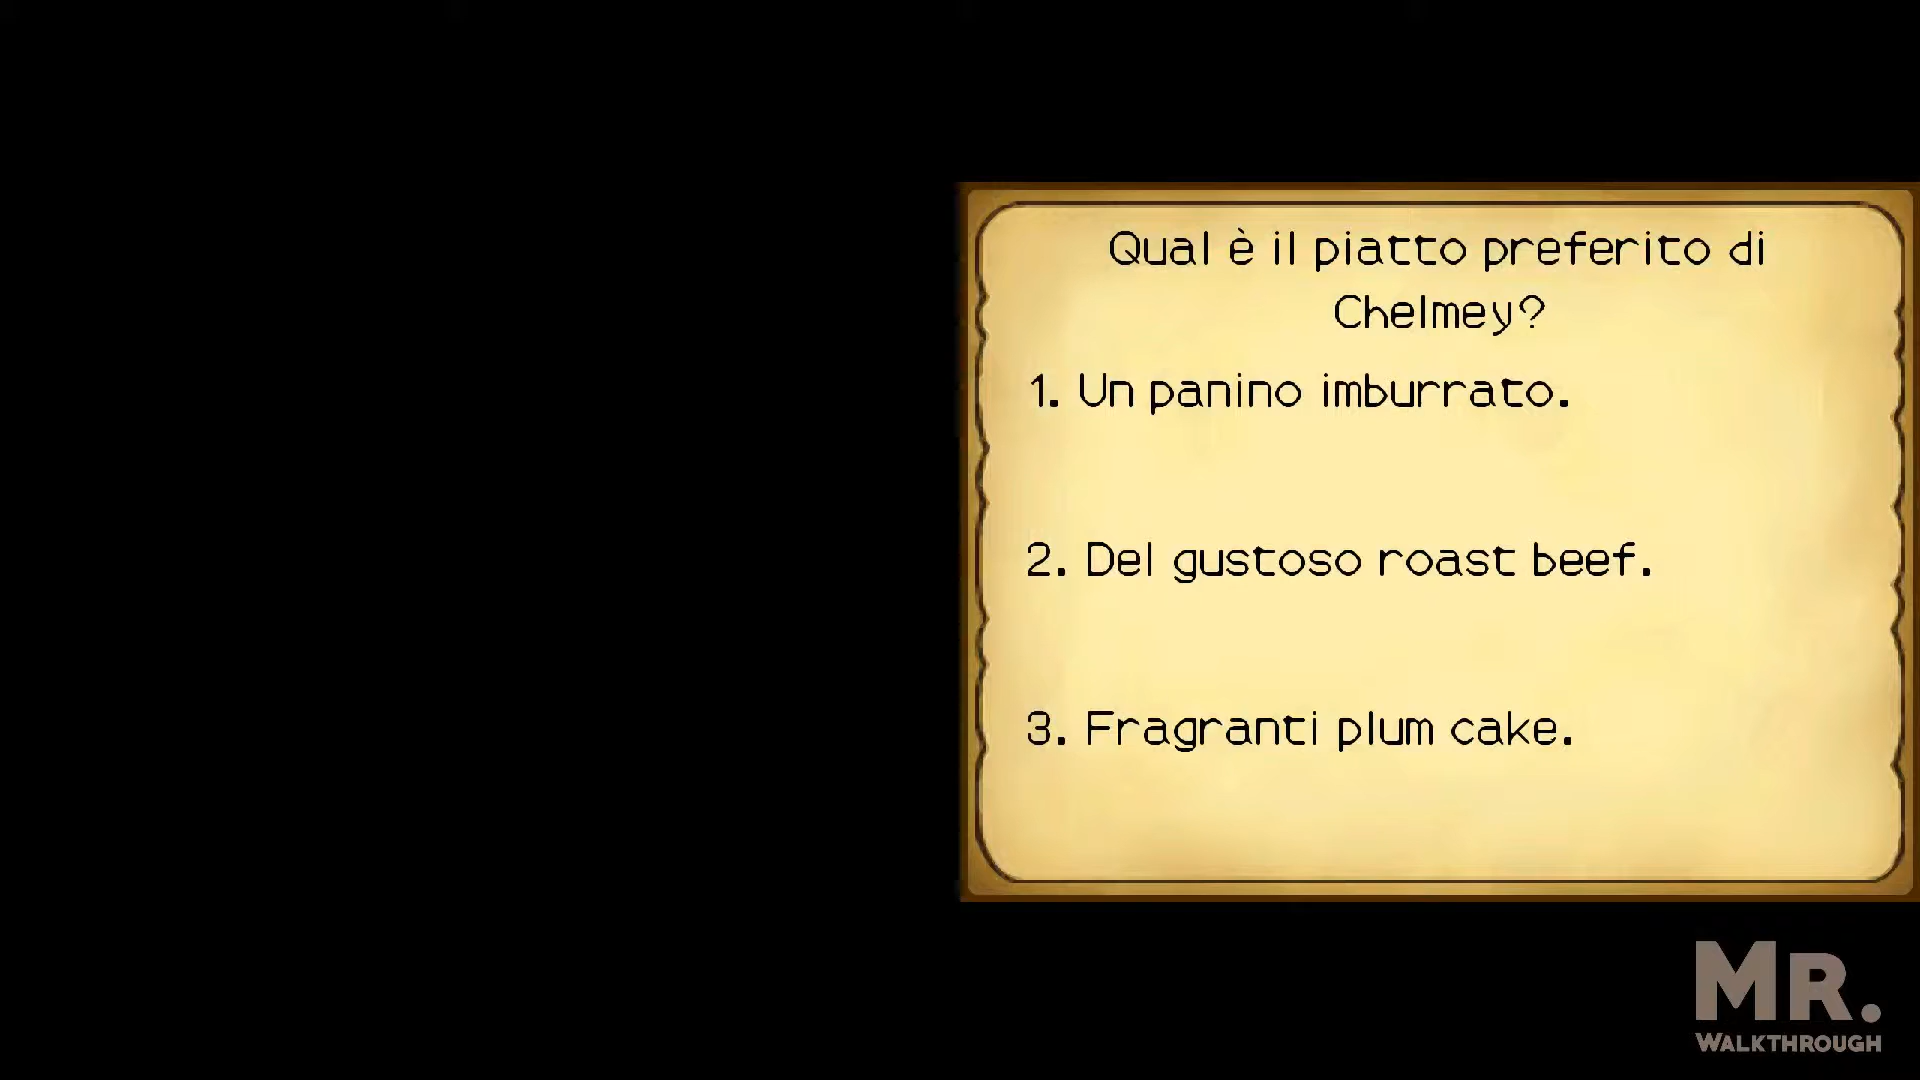 Qual è il piatto preferito di
Chelmey?
1. Un panino imburrato.
2. Del gustoso roast beef.
3. Fragranti plum cake.
MR.
WALKTHROUGH